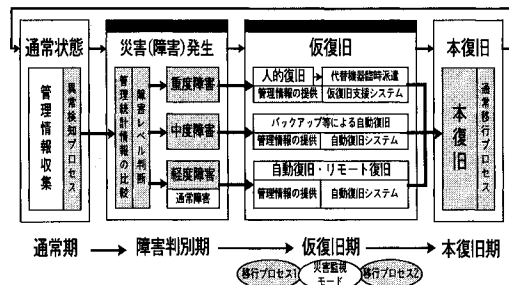 通常状態
管理情報収集
異常検知プロセス
災害(障害)発生
管理統計情報の比較
障害レベル判断
重度障害
中度障害
軽度障害
通常障害
仮復旧
人的復旧
代替機器臨時派遣
管理情報の提供
仮復旧支援システム
バックアップ等による自動復旧
管理情報の提供
自動復旧システム
自動復旧・リモート復旧
管理情報の提供
自動復旧システム
本復旧
本復旧
通常移行プロセス
通常期
障害判別期
仮復旧期
本復旧期
移行プロセス1
災害監視
モード
移行プロセス2